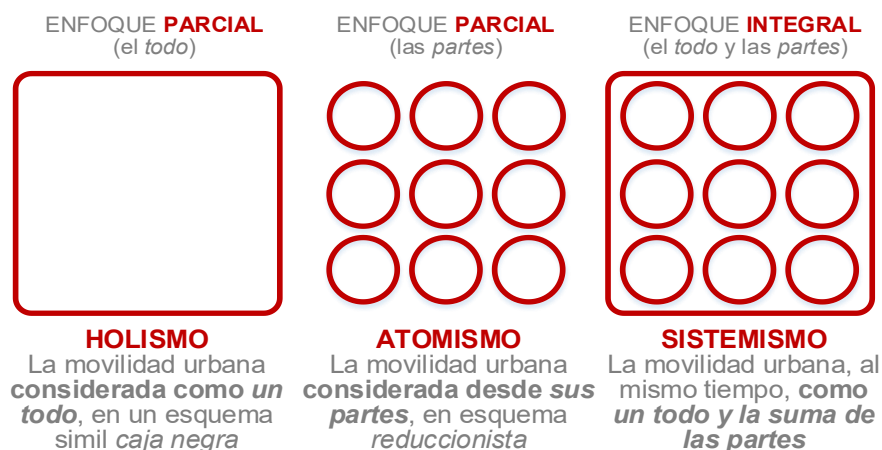 ENFOQUE PARCIAL
(el todo)
HOLISMO
La movilidad urbana
considerada como un
todo, en un esquema
simil caja negra
ENFOQUE PARCIAL
(las partes)
ATOMISMO
La movilidad urbana
considerada desde sus
partes, en esquema
reduccionista
ENFOQUE INTEGRAL
(el todo y las partes)
SISTEMISMO
La movilidad urbana, al
mismo tiempo, como
un todo y la suma de
las partes